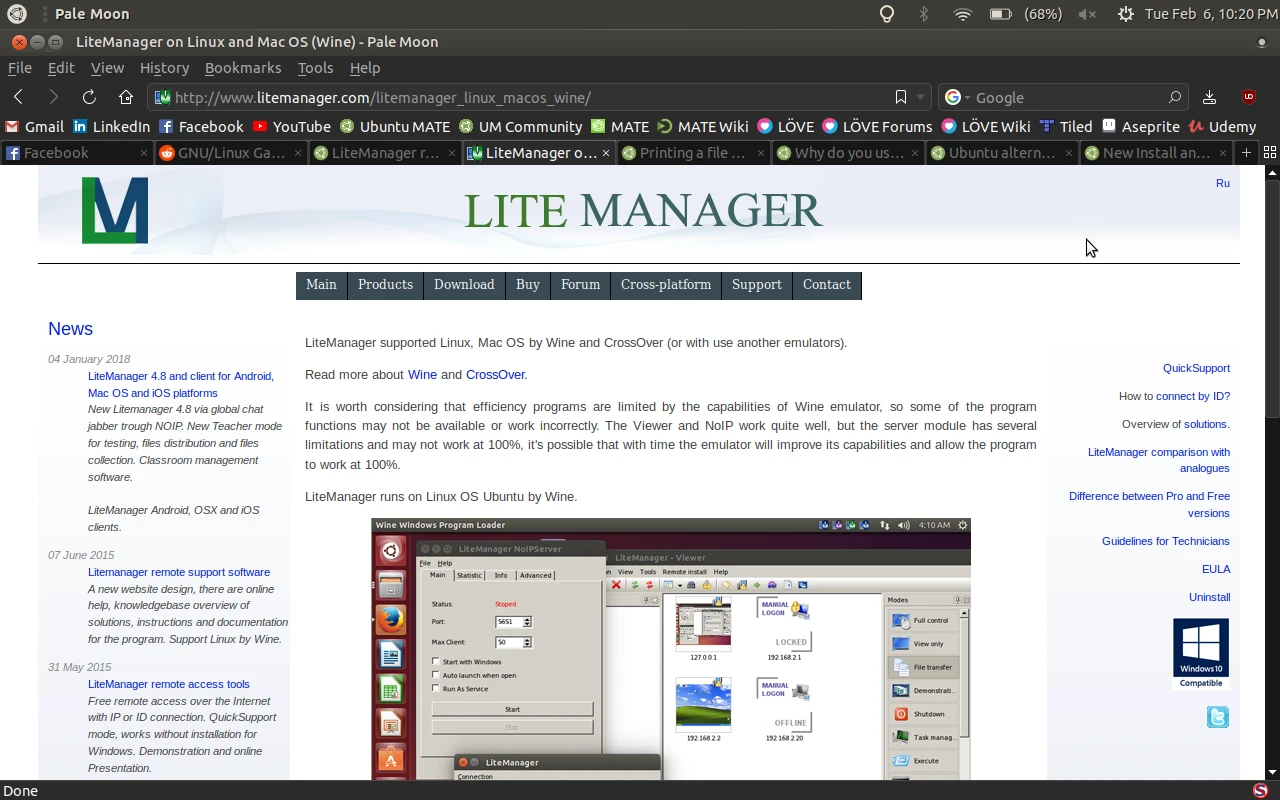 Pale Moon (68%) Tue Feb 6, 10:20 PM
LiteManager on Linux and Mac OS (Wine) - Pale Moon
File Edit View History Bookmarks Tools Help
http://www.litemanager.com/litemanager_linux_macos_wine/ Google
Gmail LinkedIn Facebook YouTube Ubuntu MATE UM Community MATE MATE Wiki LÖVE LÖVE Forums LÖVE Wiki Tiled Aseprite Udemy
Facebook GNU/Linux Ga... LiteManager r... LiteManager o... Printing a file ... Why do you us... Ubuntu altern... New Install an...
Ru
LITE MANAGER
Main Products Download Buy Forum Cross-platform Support Contact
News
04 January 2018
LiteManager 4.8 and client for Android,
Mac OS and iOS platforms
New Litemanager 4.8 via global chat
jabber trough NOIP. New Teacher mode
for testing, files distribution and files
collection. Classroom management
software.
LiteManager Android, OSX and iOS
clients.
07 June 2015
Litemanager remote support software
A new website design, there are online
help, knowledgebase overview of
solutions, instructions and documentation
for the program. Support Linux by Wine.
31 May 2015
LiteManager remote access tools
Free remote access over the Internet
with IP or ID connection. QuickSupport
mode, works without installation for
Windows. Demonstration and online
Presentation.
LiteManager supported Linux, Mac OS by Wine and CrossOver (or with use another emulators).
Read more about Wine and CrossOver.
It is worth considering that efficiency programs are limited by the capabilities of Wine emulator, so some of the program
functions may not be available or work incorrectly. The Viewer and NoIP work quite well, but the server module has several
limitations and may not work at 100%, it's possible that with time the emulator will improve its capabilities and allow the program
to work at 100%.
LiteManager runs on Linux OS Ubuntu by Wine.
Wine Windows Program Loader 4:10 AM
LiteManager NoIPServer
File Help
Main Statistic Info Advanced
Status: Stoped
Port: 5651
Max Client: 50
Start with Windows
Auto launch when open
Run As Service
Start
Stop
LiteManager
Connection
LiteManager - Viewer
View Tools Remote install Help
MANUAL
LOGON
LOCKED
127.0.0.1 192.168.2.1
MANUAL
LOGON
OFFLINE
192.168.2.2 192.168.2.20
Modes
Full control
View only
File transfer
Demonstrati...
Shutdown
Task manag...
Execute
QuickSupport
How to connect by ID?
Overview of solutions.
LiteManager comparison with
analogues
Difference between Pro and Free
versions
Guidelines for Technicians
EULA
Uninstall
Windows10
Compatible
Done